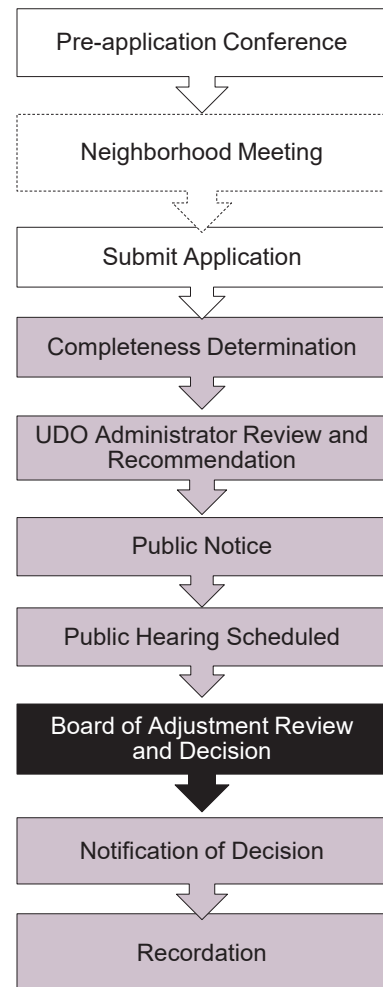 Pre-application Conference
Neighborhood Meeting
Submit Application
Completeness Determination
UDO Administrator Review and
Recommendation
Public Notice
Public Hearing Scheduled
Board of Adjustment Review
and Decision
Notification of Decision
Recordation